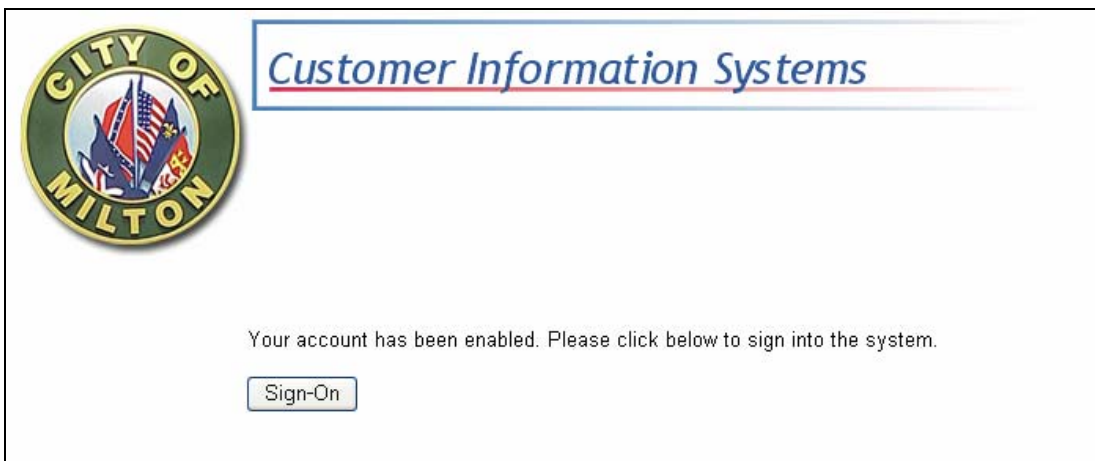 CITY OF
MILTON
Customer Information Systems
Your account has been enabled. Please click below to sign into the system.
Sign-On